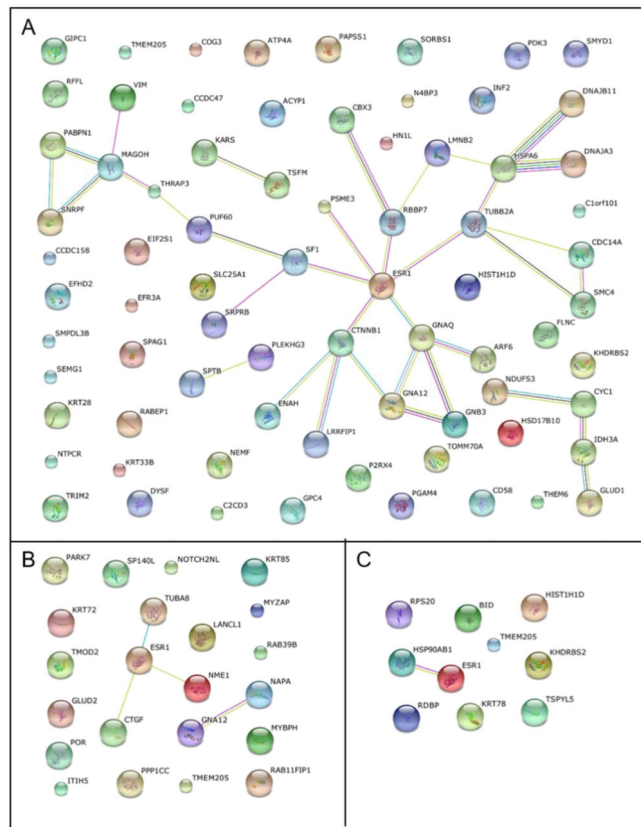 A
GIPC1
TMEM205
COG3
ATP4A
PAPSS1
SORBS1
PDK3
SMYD1
RFFL
VIM
CCDC47
ACYP1
CBX3
N4BP3
INF2
DNAJB11
PABPN1
MAGOH
KARS
HN1L
LMNB2
HSPA6
DNAJA3
THRAP3
TSFM
PSME3
RBBP7
TUBB2A
C1orf101
SNRPF
PUF60
CCDC158
EIF2S1
SF1
ESR1
HIST1H1D
CDC14A
EFHD2
EFR3A
SLC25A1
SRPRB
SMC4
SMPDL3B
SPAG1
PLEKHG3
CTNNB1
GNAQ
ARF6
FLNC
KHDRBS2
SEMG1
SPTB
NDUFS3
CYC1
KRT28
RABEP1
ENAH
GNA12
GNB3
HSD17B10
LRRFIP1
NTPCR
KRT33B
NEMF
TOMM70A
IDH3A
P2RX4
TRIM2
DYSF
C2CD3
GPC4
PGAM4
CD58
THEM6
GLUD1
B
PARK7
SP140L
NOTCH2NL
KRT85
TUBA8
MYZAP
KRT72
LANCL1
RAB39B
TMOD2
ESR1
NME1
NAPA
GLUD2
CTGF
GNA12
MYBPH
POR
PPP1CC
TMEM205
RAB11FIP1
ITIH5
C
RPS20
BID
HIST1H1D
TMEM205
HSP90AB1
ESR1
KHDRBS2
RDBP
KRT78
TSPYL5